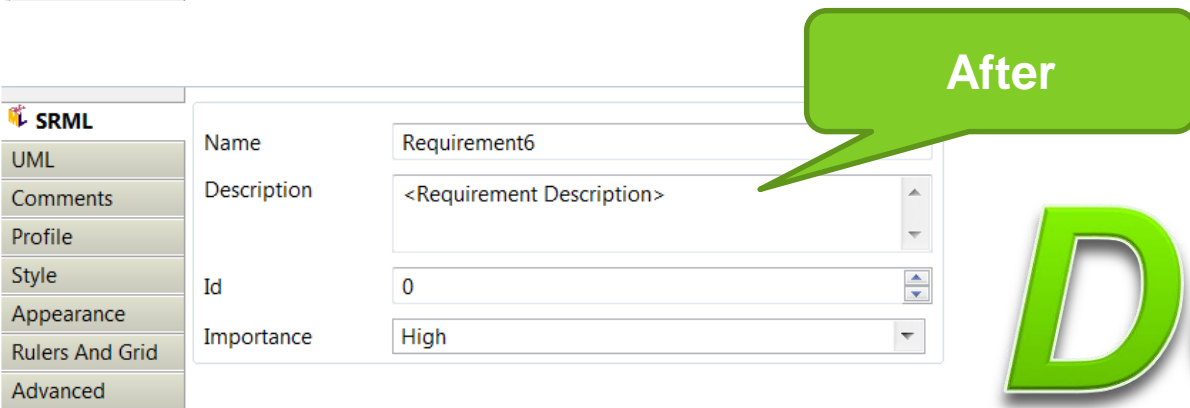 After
SRML
UML
Comments
Profile
Style
Appearance
Rulers And Grid
Advanced
Name Requirement6
Description <Requirement Description>
Id 0
Importance High
D